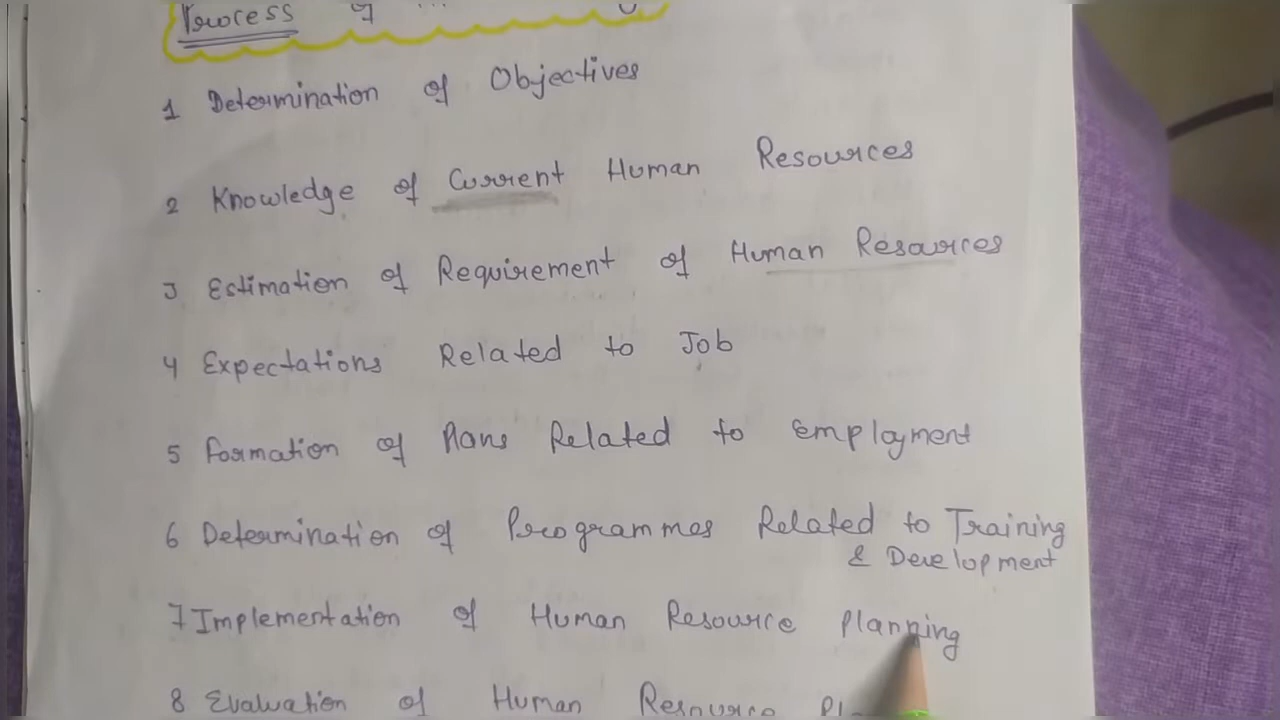 Process of
1 Determination of Objectives
2 Knowledge of Current Human Resources
3 Estimation of Requirement of Human Resources
4 Expectations Related to Job
5 Formation of Plans Related to Employment
6 Determination of Programmes Related to Training
& Development
7 Implementation of Human Resource Planning
8 Evaluation of Human Resource